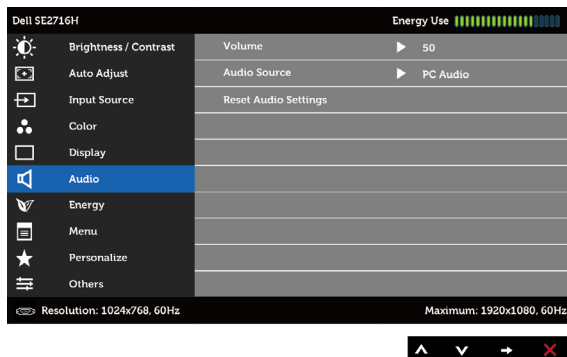 Dell SE2716H Energy Use
Brightness / Contrast Volume 50
Auto Adjust Audio Source PC Audio
Input Source Reset Audio Settings
Color
Display
Audio
Energy
Menu
Personalize
Others
Resolution: 1024x768, 60Hz Maximum: 1920x1080, 60Hz